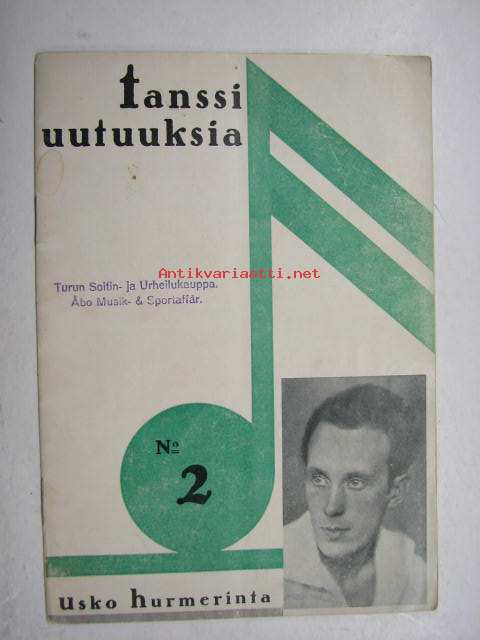 tanssi
uutuuksia
Antikvariaatti.net
Turun Soitin- ja Urheilukauppa.
Åbo Musik- & Sportaffär.
Nº
2
Usko hurmerinta